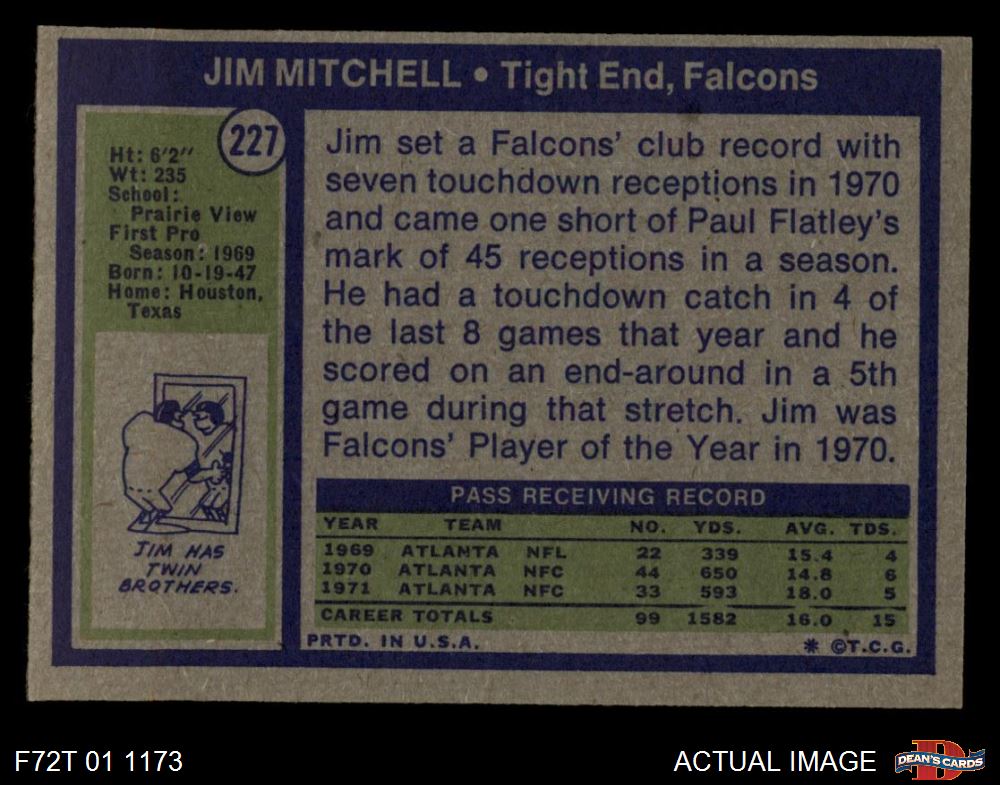 JIM MITCHELL • Tight End, Falcons
227
Ht: 6'2"
Wt: 235
School:
Prairie View
First Pro
Season: 1969
Born: 10-19-47
Home: Houston,
Texas
JIM HAS
TWIN
BROTHERS.
Jim set a Falcons' club record with
seven touchdown receptions in 1970
and came one short of Paul Flatley's
mark of 45 receptions in a season.
He had a touchdown catch in 4 of
the last 8 games that year and he
scored on an end-around in a 5th
game during that stretch. Jim was
Falcons' Player of the Year in 1970.
PASS RECEIVING RECORD
YEAR TEAM NO. YDS. AVG. TDS.
1969 ATLANTA NFL 22 339 15.4 4
1970 ATLANTA NFC 44 650 14.8 6
1971 ATLANTA NFC 33 593 18.0 5
CAREER TOTALS 99 1582 16.0 15
PRTD. IN U.S.A. * ©T.C.G.
F72T 01 1173
ACTUAL IMAGE
D
DEAN'S CARDS